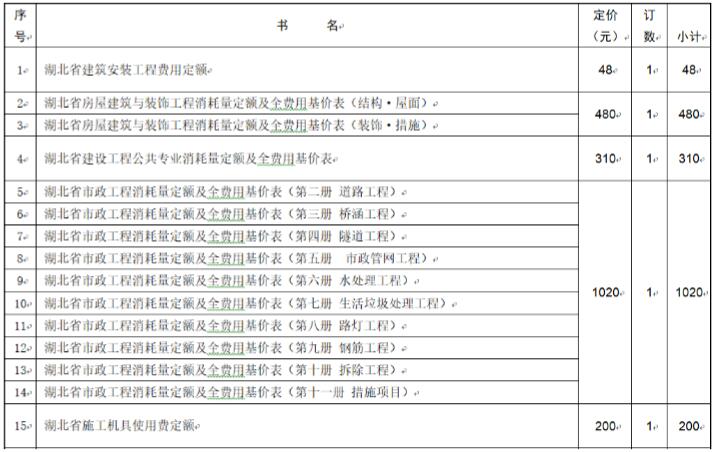 序号 书 名 定价（元） 订数 小计
1 湖北省建筑安装工程费用定额 48 1 48
2 湖北省房屋建筑与装饰工程消耗量定额及全费用基价表（结构·屋面） 480 1 480
3 湖北省房屋建筑与装饰工程消耗量定额及全费用基价表（装饰·措施）
4 湖北省建设工程公共专业消耗量定额及全费用基价表 310 1 310
5 湖北省市政工程消耗量定额及全费用基价表（第二册 道路工程） 1020 1 1020
6 湖北省市政工程消耗量定额及全费用基价表（第三册 桥涵工程）
7 湖北省市政工程消耗量定额及全费用基价表（第四册 隧道工程）
8 湖北省市政工程消耗量定额及全费用基价表（第五册 市政管网工程）
9 湖北省市政工程消耗量定额及全费用基价表（第六册 水处理工程）
10 湖北省市政工程消耗量定额及全费用基价表（第七册 生活垃圾处理工程）
11 湖北省市政工程消耗量定额及全费用基价表（第八册 路灯工程）
12 湖北省市政工程消耗量定额及全费用基价表（第九册 钢筋工程）
13 湖北省市政工程消耗量定额及全费用基价表（第十册 拆除工程）
14 湖北省市政工程消耗量定额及全费用基价表（第十一册 措施项目）
15 湖北省施工机具使用费定额 200 1 200